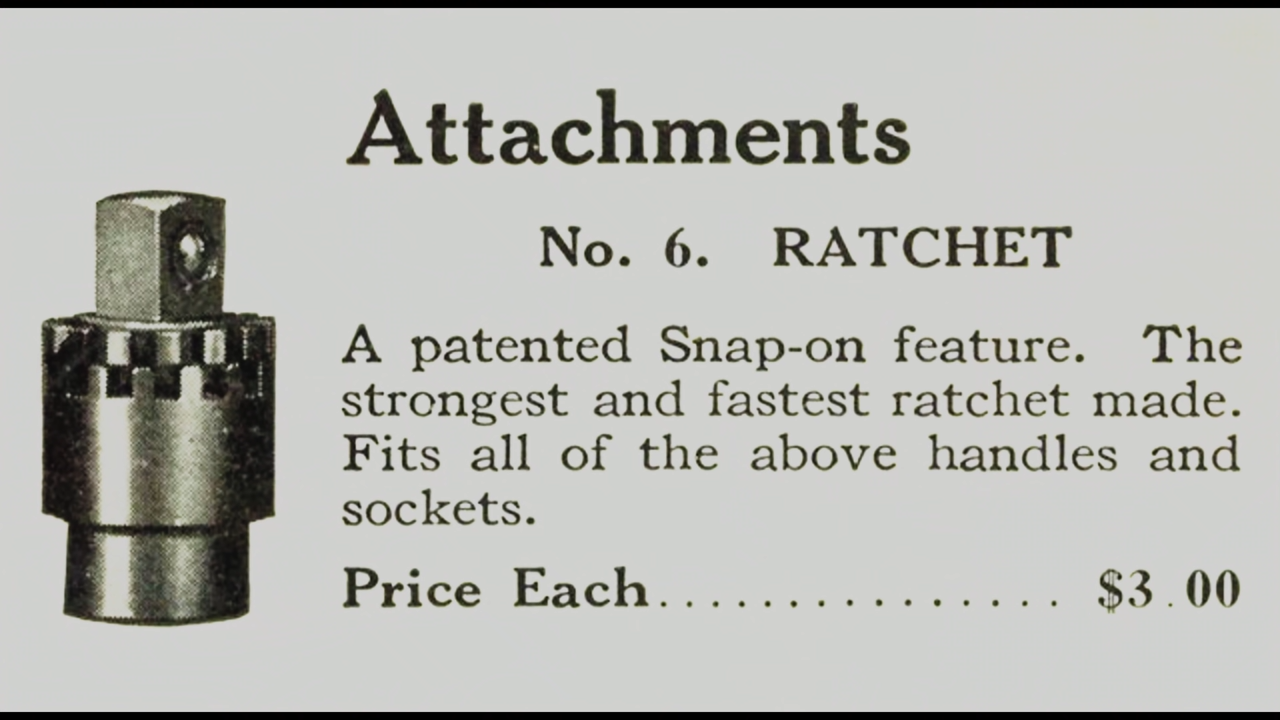 Attachments
No. 6. RATCHET
A patented Snap-on feature. The
strongest and fastest ratchet made.
Fits all of the above handles and
sockets.
Price Each................ $3.00